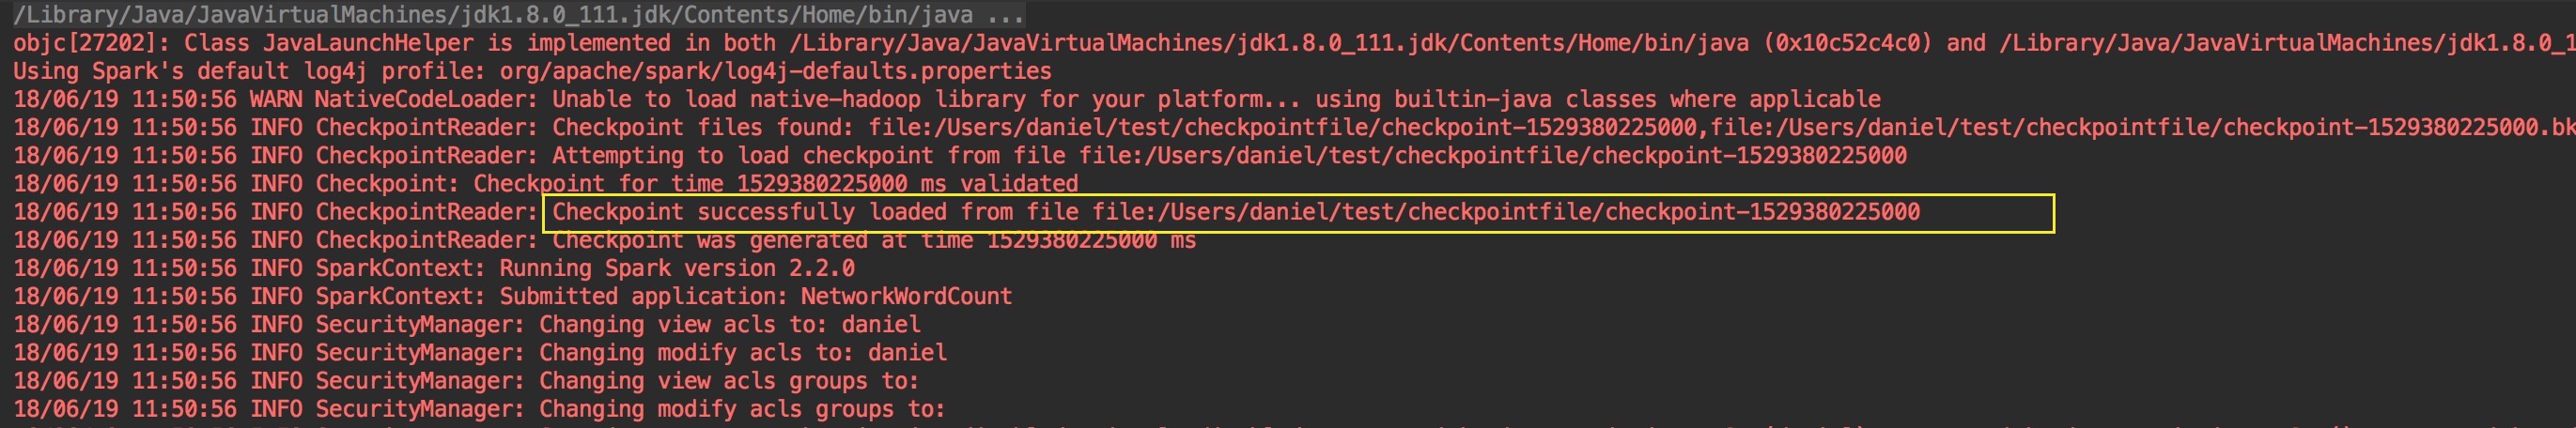 /Library/Java/JavaVirtualMachines/jdk1.8.0_111.jdk/Contents/Home/bin/java ...
objc[27202]: Class JavaLaunchHelper is implemented in both /Library/Java/JavaVirtualMachines/jdk1.8.0_111.jdk/Contents/Home/bin/java (0x10c52c4c0) and /Library/Java/JavaVirtualMachines/jdk1.8.0_1
Using Spark's default log4j profile: org/apache/spark/log4j-defaults.properties
18/06/19 11:50:56 WARN NativeCodeLoader: Unable to load native-hadoop library for your platform... using builtin-java classes where applicable
18/06/19 11:50:56 INFO CheckpointReader: Checkpoint files found: file:/Users/daniel/test/checkpointfile/checkpoint-1529380225000,file:/Users/daniel/test/checkpointfile/checkpoint-1529380225000.bk
18/06/19 11:50:56 INFO CheckpointReader: Attempting to load checkpoint from file file:/Users/daniel/test/checkpointfile/checkpoint-1529380225000
18/06/19 11:50:56 INFO Checkpoint: Checkpoint for time 1529380225000 ms validated
18/06/19 11:50:56 INFO CheckpointReader: Checkpoint successfully loaded from file file:/Users/daniel/test/checkpointfile/checkpoint-1529380225000
18/06/19 11:50:56 INFO CheckpointReader: Checkpoint was generated at time 1529380225000 ms
18/06/19 11:50:56 INFO SparkContext: Running Spark version 2.2.0
18/06/19 11:50:56 INFO SparkContext: Submitted application: NetworkWordCount
18/06/19 11:50:56 INFO SecurityManager: Changing view acls to: daniel
18/06/19 11:50:56 INFO SecurityManager: Changing modify acls to: daniel
18/06/19 11:50:56 INFO SecurityManager: Changing view acls groups to:
18/06/19 11:50:56 INFO SecurityManager: Changing modify acls groups to: